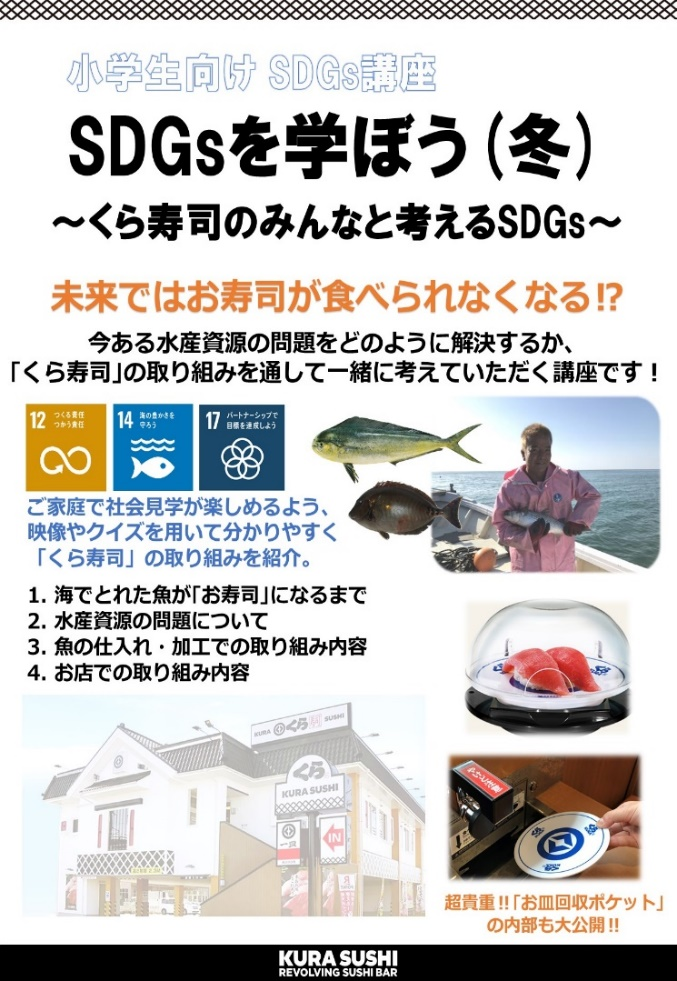 小学生向け SDGs講座
SDGsを学ぼう(冬)
～くら寿司のみんなと考えるSDGs～
未来ではお寿司が食べられなくなる!?
今ある水産資源の問題をどのように解決するか、
「くら寿司」の取り組みを通して一緒に考えていただく講座です！
12 つくる責任
つかう責任
14 海の豊かさを
守ろう
17 パートナーシップで
目標を達成しよう
ご家庭で社会見学が楽しめるよう、
映像やクイズを用いて分かりやすく
「くら寿司」の取り組みを紹介。
1. 海でとれた魚が「お寿司」になるまで
2. 水産資源の問題について
3. 魚の仕入れ・加工での取り組み内容
4. お店での取り組み内容
KURA くら SUSHI
くら
KURA SUSHI
IN
超貴重!!「お皿回収ポケット」
の内部も大公開!!
KURA SUSHI
REVOLVING SUSHI BAR